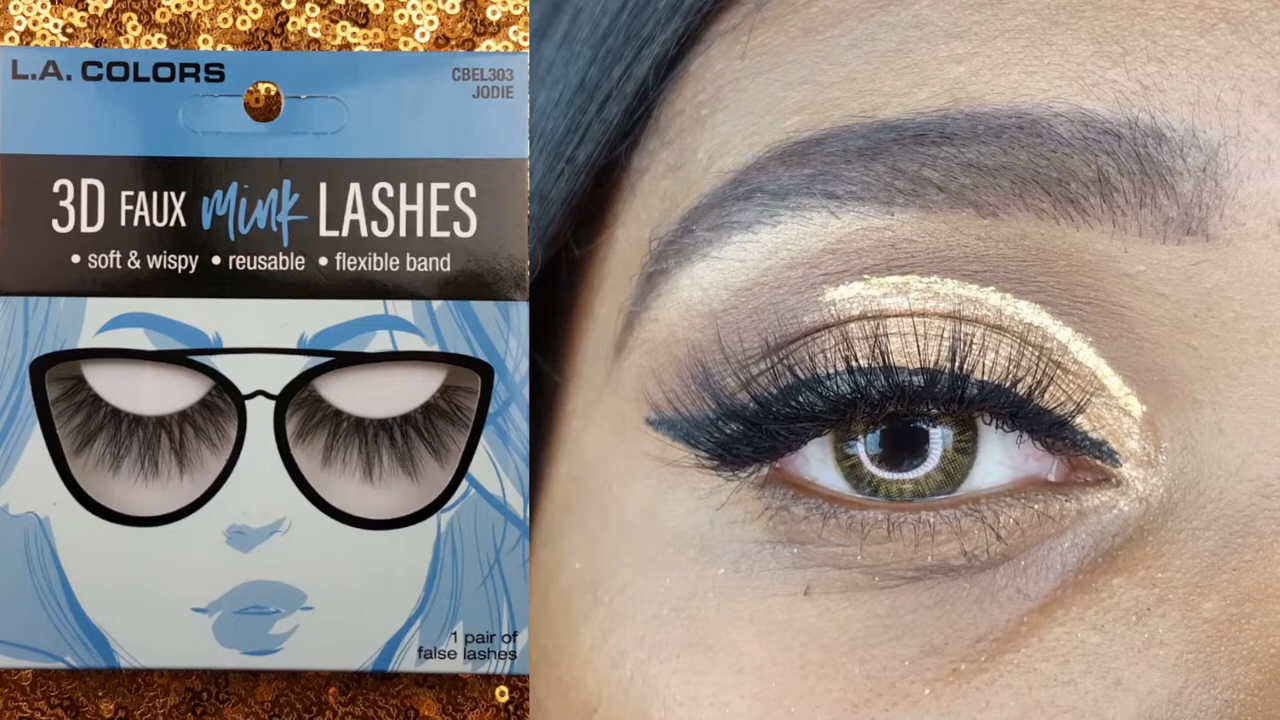 L.A. COLORS
CBEL303
JODIE
3D FAUX mink LASHES
• soft & wispy • reusable • flexible band
1 pair of
false lashes